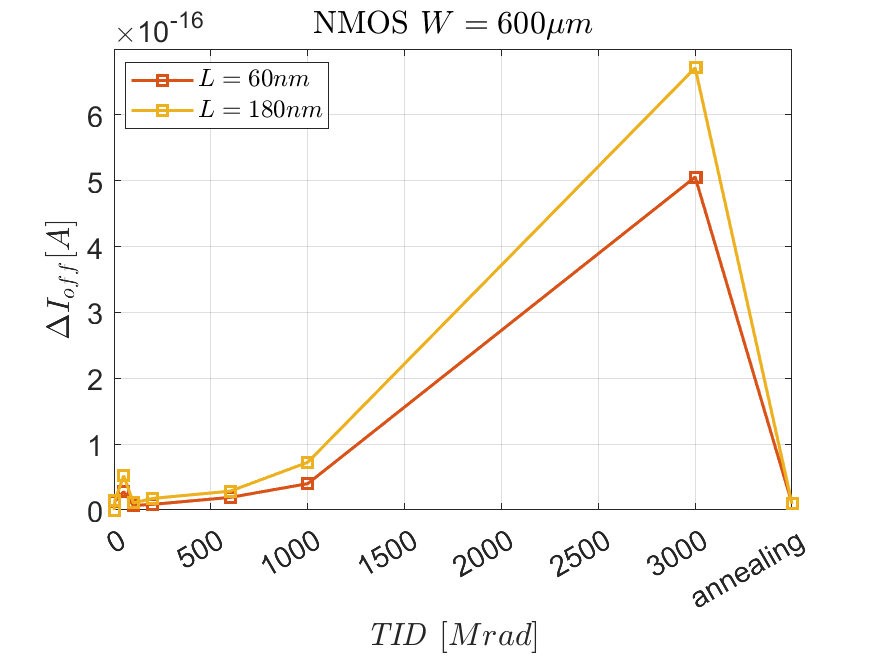 ×10-16
NMOS W = 600μm
L = 60nm
L = 180nm
6
5
4
3
2
1
0
ΔIoff[A]
0
500
1000
1500
2000
2500
3000
annealing
TID [Mrad]